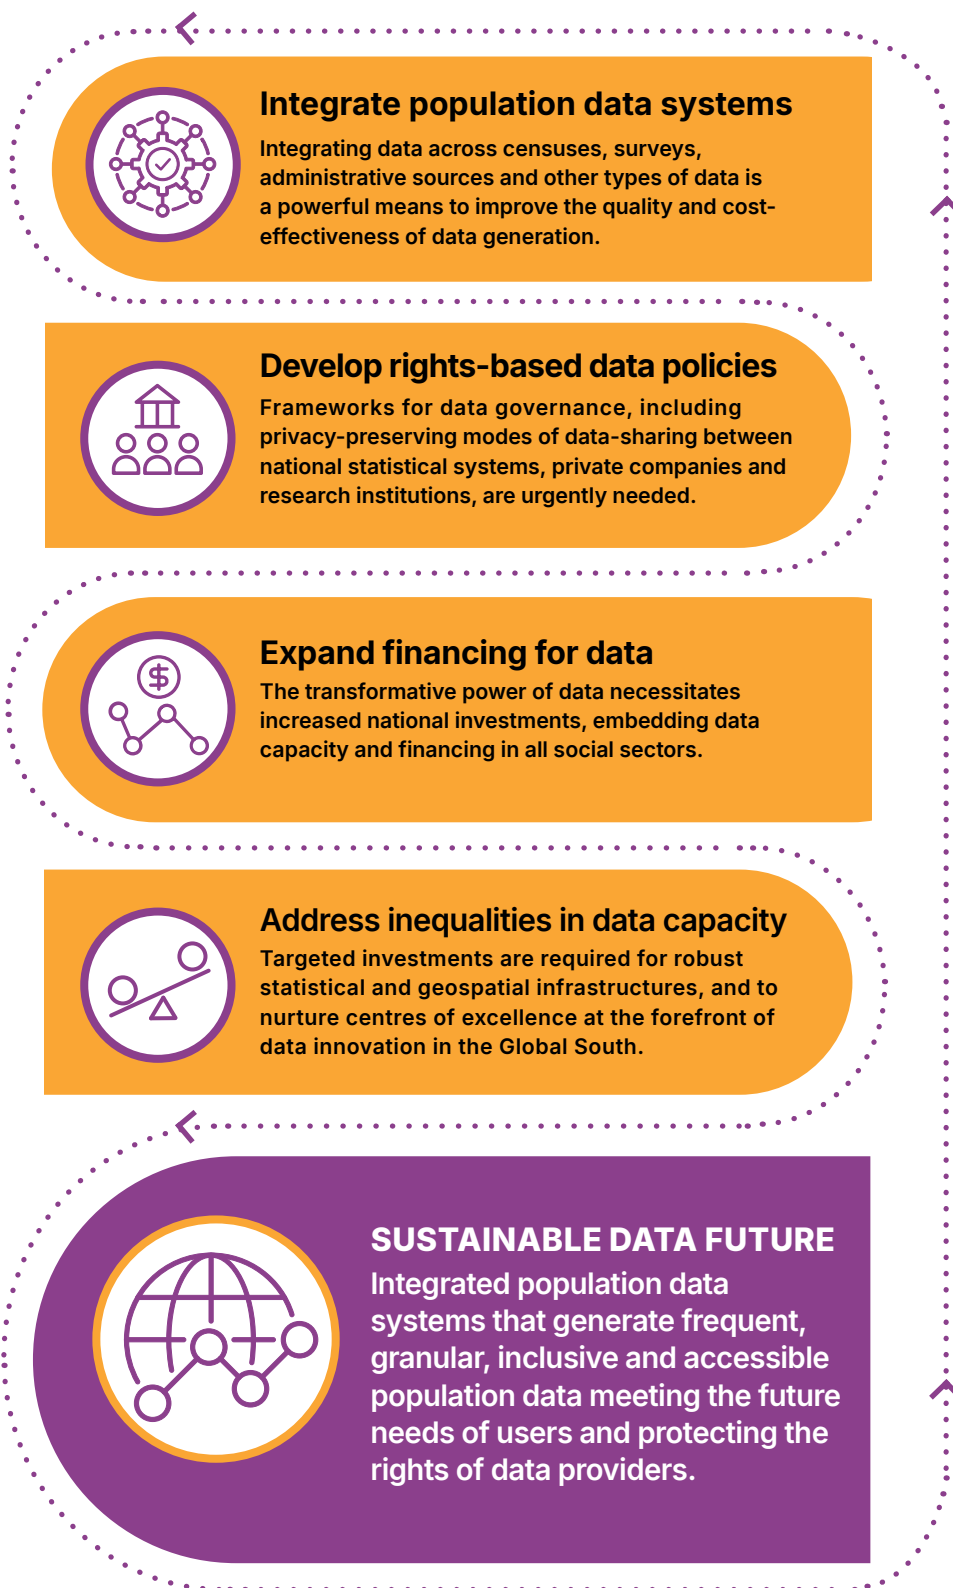 Integrate population data systems
Integrating data across censuses, surveys,
administrative sources and other types of data is
a powerful means to improve the quality and cost-
effectiveness of data generation.
Develop rights-based data policies
Frameworks for data governance, including
privacy-preserving modes of data-sharing between
national statistical systems, private companies and
research institutions, are urgently needed.
$
Expand financing for data
The transformative power of data necessitates
increased national investments, embedding data
capacity and financing in all social sectors.
Address inequalities in data capacity
Targeted investments are required for robust
statistical and geospatial infrastructures, and to
nurture centres of excellence at the forefront of
data innovation in the Global South.
SUSTAINABLE DATA FUTURE
Integrated population data
systems that generate frequent,
granular, inclusive and accessible
population data meeting the future
needs of users and protecting the
rights of data providers.